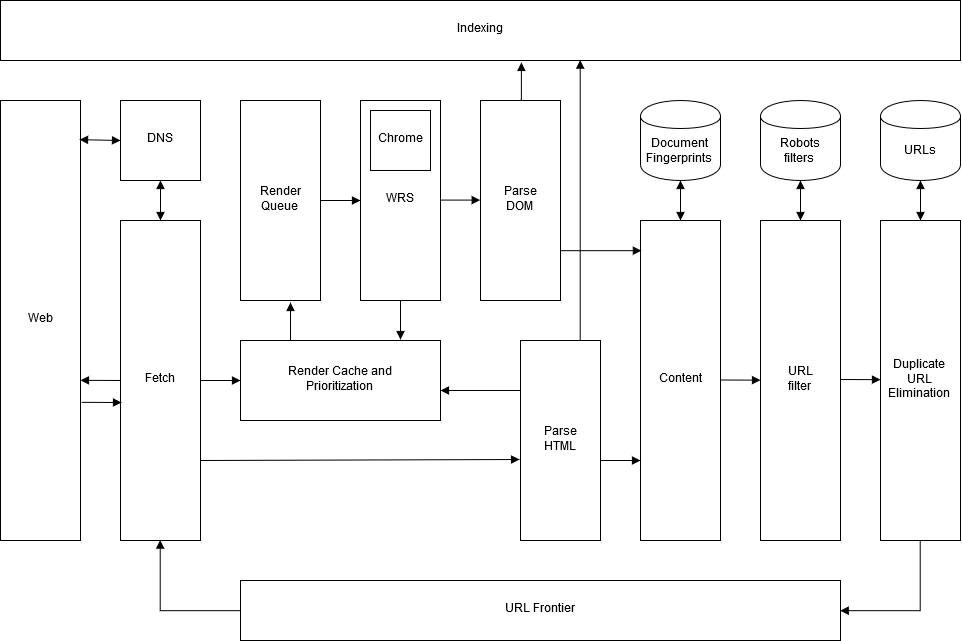 Indexing
DNS
Chrome
WRS
Render
Queue
Parse
DOM
Document
Fingerprints
Robots
filters
URLs
Web
Fetch
Render Cache and
Prioritization
Parse
HTML
Content
URL
filter
Duplicate
URL
Elimination
URL Frontier